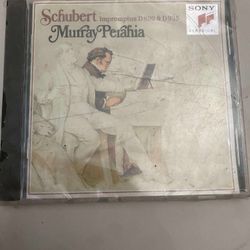 Schubert Impromptus D 899 & D 935
Murray Perahia
SONY
CLASSICAL